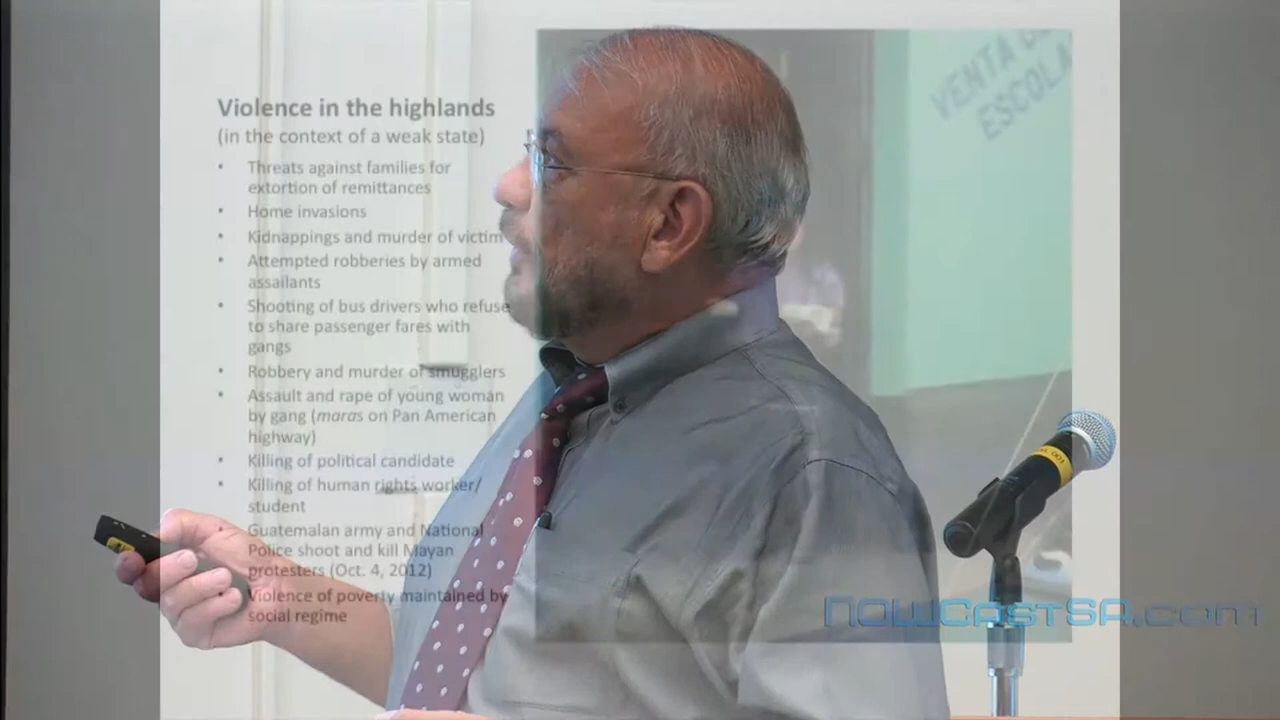 Violence in the highlands
(in the context of a weak state)
• Threats against families for
extortion of remittances
• Home invasions
• Kidnappings and murder of victim
• Attempted robberies by armed
assailants
• Shooting of bus drivers who refuse
to share passenger fares with
gangs
• Robbery and murder of smugglers
• Assault and rape of young woman
by gang (maras on Pan American
highway)
• Killing of political candidate
• Killing of human rights worker/
student
• Guatemalan army and National
Police shoot and kill Mayan
protesters (Oct. 4, 2012)
• Violence of poverty maintained by
social regime
VENTA
ESCOLA
NOWCastSA.com